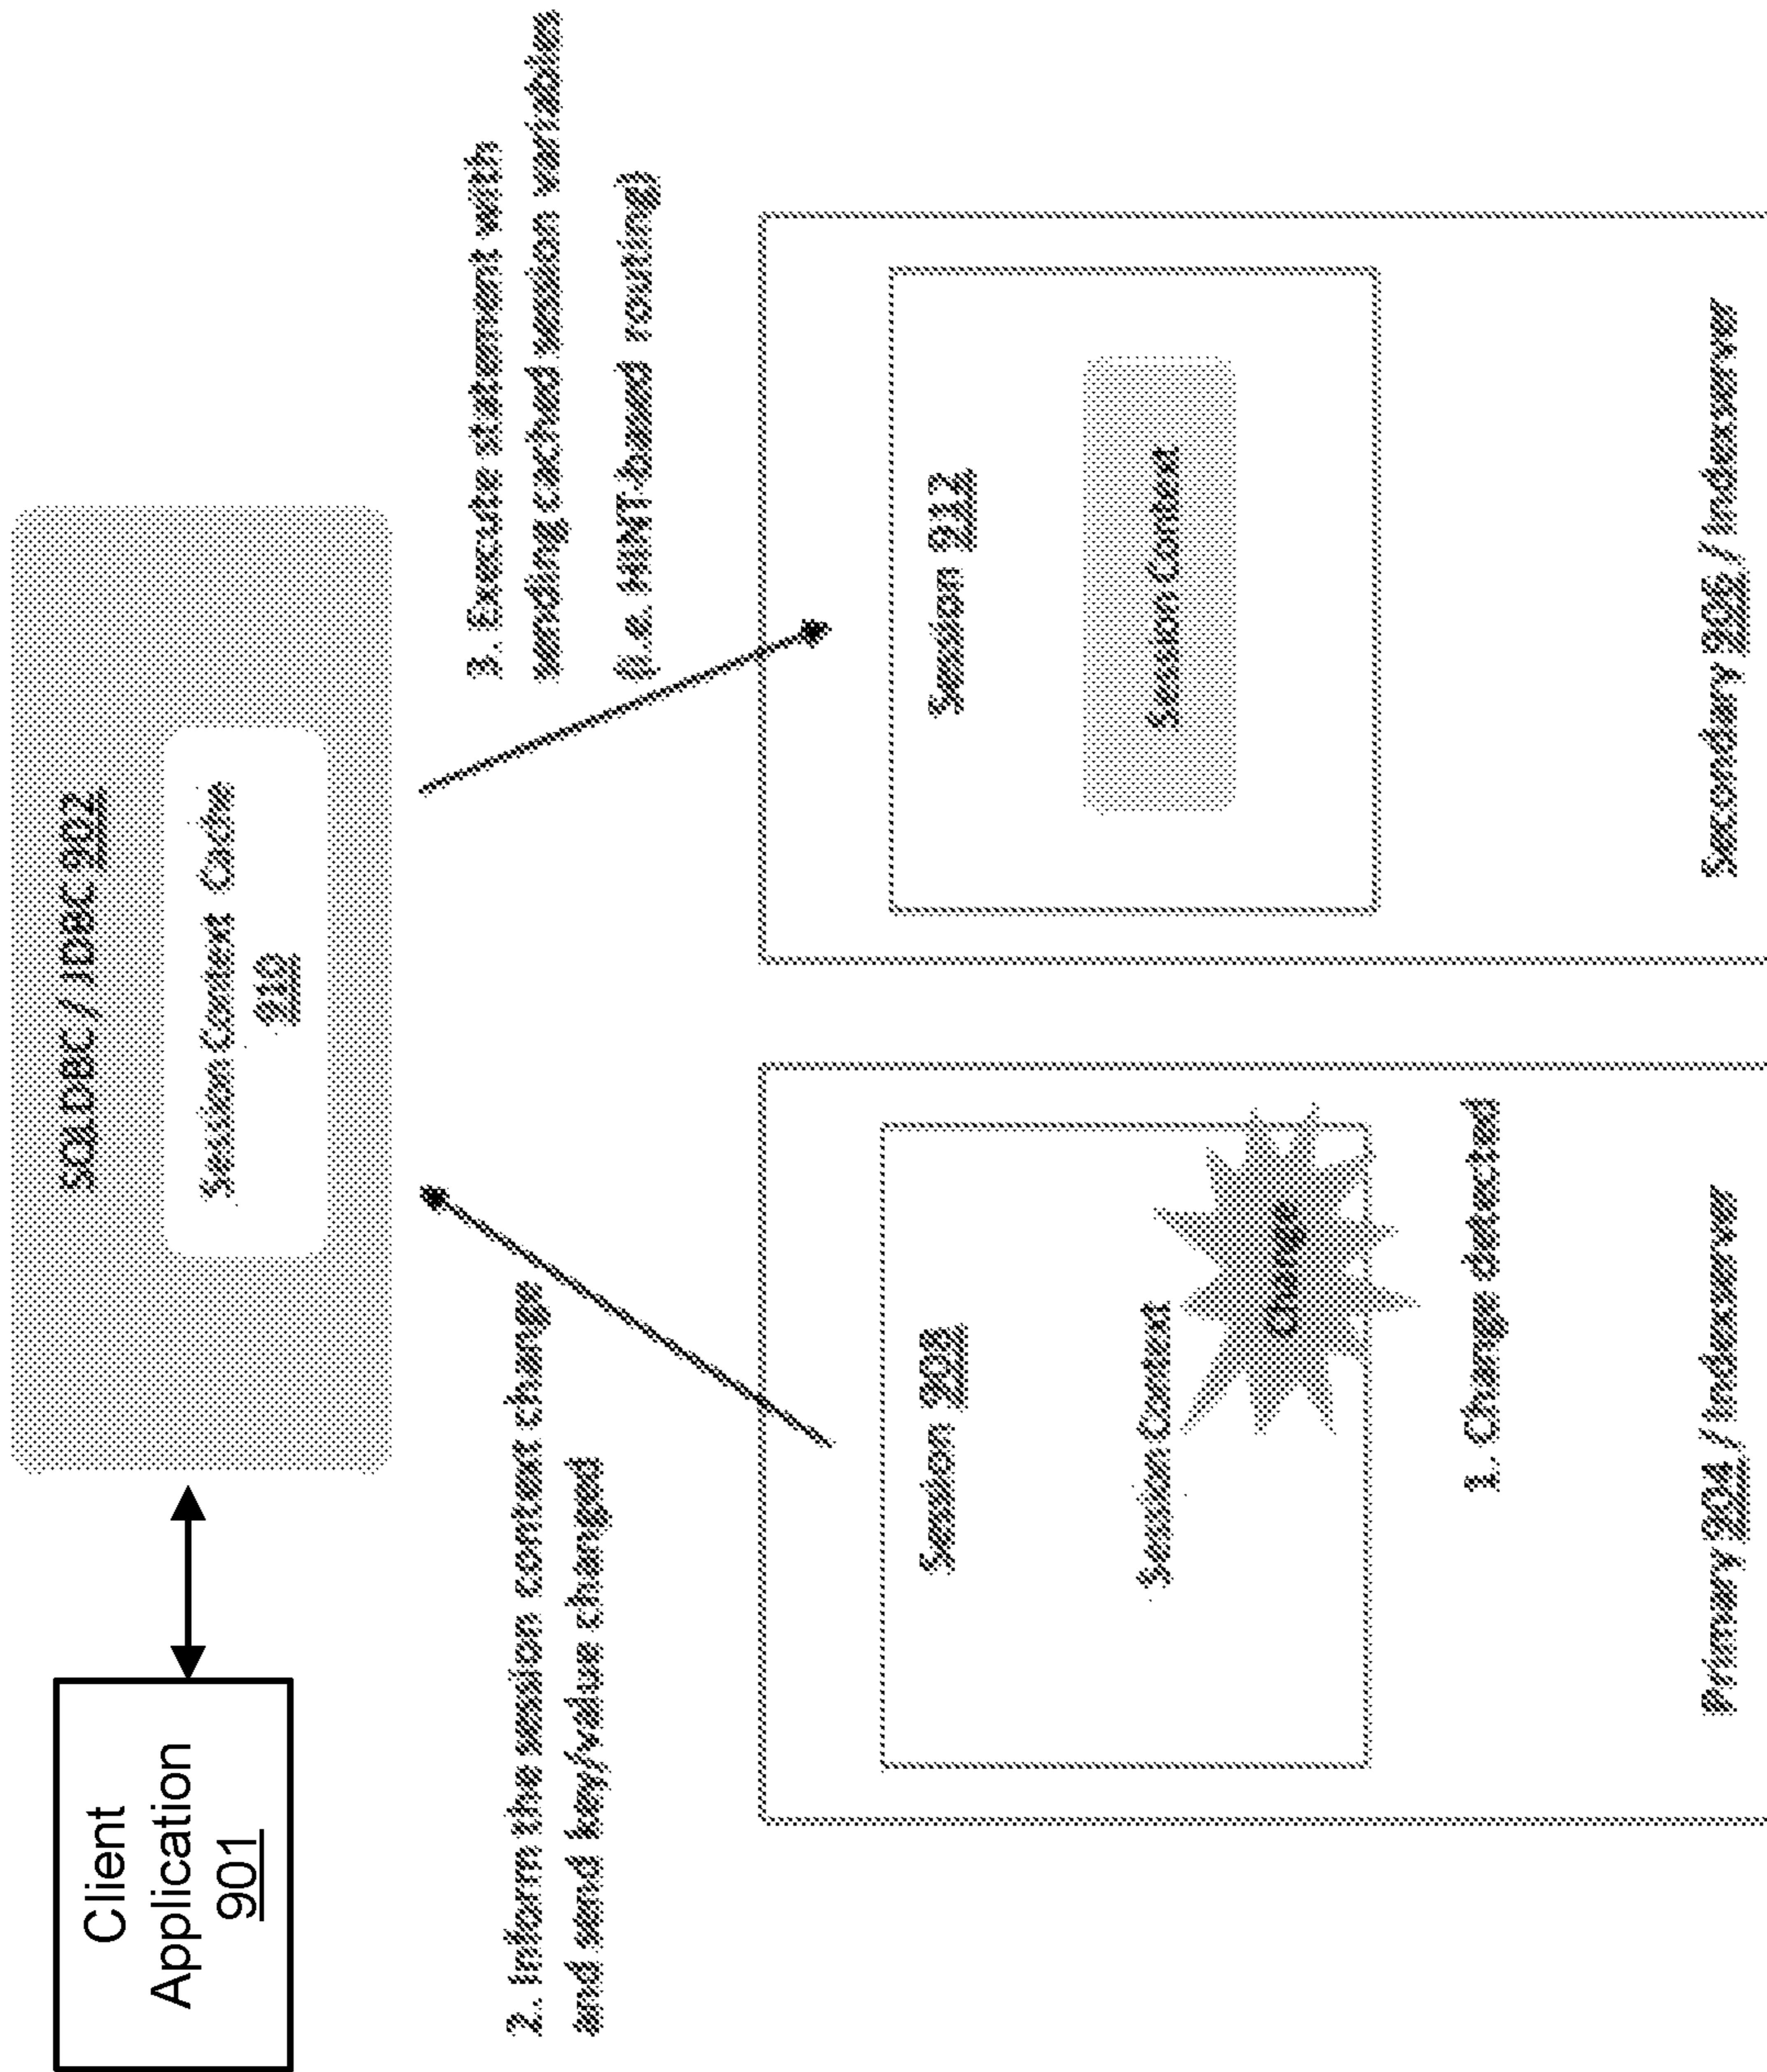 Client
Application
901
SQLDBC / JDBC 902
Session Context Cache
910
2. Inform the session context change
and send key/value changed
3. Execute statement with
sending cached session variables
(i.e. HINT-based routing)
Session 908
Session Context
Change
1. Change detected
Primary 904 / Indexserver
Session 912
Session Context
Secondary 906 / Indexserver